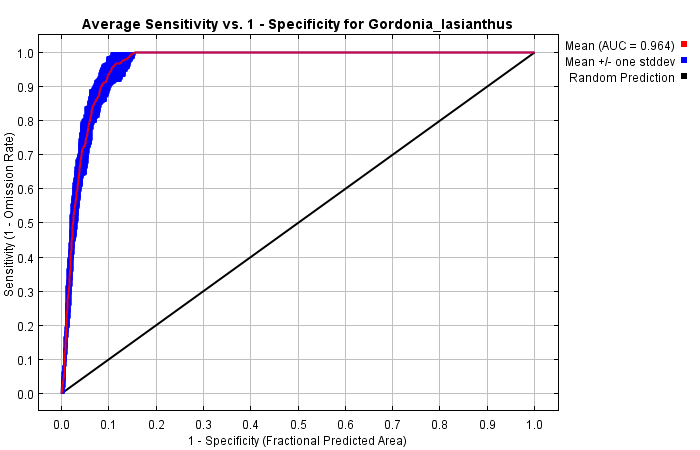 Average Sensitivity vs. 1 - Specificity for Gordonia_lasianthus
Mean (AUC = 0.964)
Mean +/- one stddev
Random Prediction
Sensitivity (1 - Omission Rate)
1.0
0.9
0.8
0.7
0.6
0.5
0.4
0.3
0.2
0.1
0.0
0.0 0.1 0.2 0.3 0.4 0.5 0.6 0.7 0.8 0.9 1.0
1 - Specificity (Fractional Predicted Area)